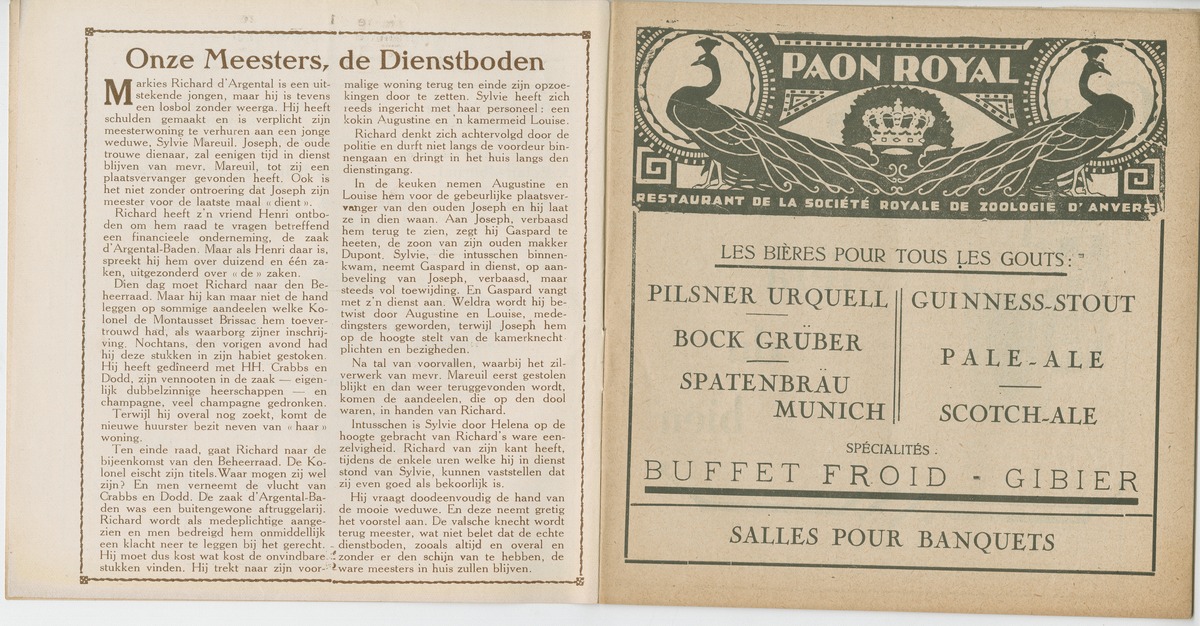 Onze Meesters, de Dienstboden
Markies Richard d'Argental is een uit-
stekende jongen, maar hij is tevens
een losbol zonder weerga. Hij heeft
schulden gemaakt en is verplicht zijn
meesterwoning te verhuren aan een jonge
weduwe, Sylvie Mareuil. Joseph, de oude
trouwe dienaar, zal eenigen tijd in dienst
blijven van mevr. Mareuil, tot zij een
plaatsvervanger gevonden heeft. Ook is
het niet zonder ontroering dat Joseph zijn
meester voor de laatste maal « dient ».
Richard heeft z'n vriend Henri ontbo-
den om hem raad te vragen betreffend
een financieele onderneming, de zaak
d'Argental-Baden. Maar als Henri daar is,
spreekt hij hem over duizend en één za-
ken, uitgezonderd over « de » zaken.
Dien dag moet Richard naar den Be-
heerraad. Maar hij kan maar niet de hand
leggen op sommige aandeelen welke Ko-
lonel de Montausset Brissac hem toever-
trouwd had, als waarborg zijner inschrij-
ving. Nochtans, den vorigen avond had
hij deze stukken in zijn habiet gestoken.
Hij heeft gedîneerd met HH. Crabbs en
Dodd, zijn vennooten in de zaak — eigen-
lijk dubbelzinnige heerschappen — en
champagne, veel champagne gedronken.
Terwijl hij overal nog zoekt, komt de
nieuwe huurster bezit neven van « haar »
woning.
Ten einde raad, gaat Richard naar de
bijeenkomst van den Beheerraad. De Ko-
lonel eischt zijn titels.Waar mogen zij wel
zijn? En men verneemt de vlucht van
Crabbs en Dodd. De zaak d'Argental-Ba-
den was een buitengewone aftruggelarij.
Richard wordt als medeplichtige aange-
zien en men bedreigd hem onmiddellijk
een klacht neer te leggen bij het gerecht.
Hij moet dus kost wat kost de onvindbare
stukken vinden. Hij trekt naar zijn voor-
malige woning terug ten einde zijn opzoe-
kingen door te zetten. Sylvie heeft zich
reeds ingericht met haar personeel: een
kokin Augustine en 'n kamermeid Louise.
Richard denkt zich achtervolgd door de
politie en durft niet langs de voordeur bin-
nengaan en dringt in het huis langs den
dienstingang.
In de keuken nemen Augustine en
Louise hem voor de gebeurlijke plaatsver-
vanger van den ouden Joseph en hij laat
ze in dien waan. Aan Joseph, verbaasd
hem terug te zien, zegt hij Gaspard te
heeten, de zoon van zijn ouden makker
Dupont. Sylvie, die intusschen binnen-
kwam, neemt Gaspard in dienst, op aan-
beveling van Joseph, verbaasd, maar
steeds vol toewijding. En Gaspard vangt
met z'n dienst aan. Weldra wordt hij be-
twist door Augustine en Louise, mede-
dingsters geworden, terwijl Joseph hem
op de hoogte stelt van de kamerknecht
plichten en bezigheden.
Na tal van voorvallen, waarbij het zil-
verwerk van mevr. Mareuil eerst gestolen
blijkt en dan weer teruggevonden wordt,
komen de aandeelen, die op den dool
waren, in handen van Richard.
Intusschen is Sylvie door Helena op de
hoogte gebracht van Richard's ware een-
zelvigheid. Richard van zijn kant heeft,
tijdens de enkele uren welke hij in dienst
stond van Sylvie, kunnen vaststellen dat
zij even goed als bekoorlijk is.
Hij vraagt doodeenvoudig de hand van
de mooie weduwe. En deze neemt gretig
het voorstel aan. De valsche knecht wordt
terug meester, wat niet belet dat de echte
dienstboden, zooals altijd en overal en
zonder er den schijn van te hebben, de
ware meesters in huis zullen blijven.
PAON ROYAL
RESTAURANT DE LA SOCIÉTÉ ROYALE DE ZOOLOGIE D'ANVERS
LES BIÈRES POUR TOUS LES GOUTS:
PILSNER URQUELL
BOCK GRÜBER
SPATENBRÄU
MUNICH
GUINNESS-STOUT
PALE-ALE
SCOTCH-ALE
SPÉCIALITÉS.
BUFFET FROID - GIBIER
SALLES POUR BANQUETS